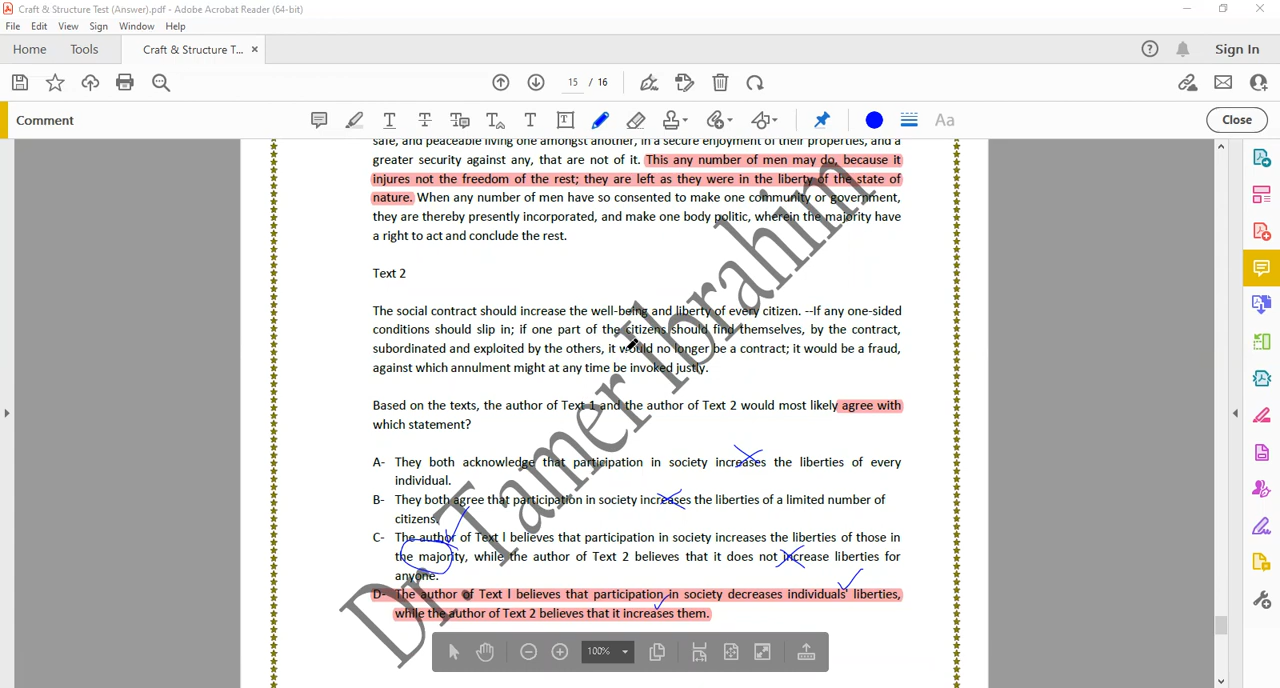 Craft & Structure Test (Answer).pdf - Adobe Acrobat Reader (64-bit)
File Edit View Sign Window Help
Home Tools Craft & Structure T... × Sign In
15 / 16
Comment Aa Close
safe, and peaceable living one amongst another, in a secure enjoyment of their properties, and a
greater security against any, that are not of it. This any number of men may do, because it
injures not the freedom of the rest; they are left as they were in the liberty of the state of
nature. When any number of men have so consented to make one community or government,
they are thereby presently incorporated, and make one body politic, wherein the majority have
a right to act and conclude the rest.
Text 2
The social contract should increase the well-being and liberty of every citizen. --If any one-sided
conditions should slip in; if one part of the citizens should find themselves, by the contract,
subordinated and exploited by the others, it would no longer be a contract; it would be a fraud,
against which annulment might at any time be invoked justly.
Based on the texts, the author of Text 1 and the author of Text 2 would most likely agree with
which statement?
A- They both acknowledge that participation in society increases the liberties of every
individual.
B- They both agree that participation in society increases the liberties of a limited number of
citizens.
C- The author of Text l believes that participation in society increases the liberties of those in
the majority, while the author of Text 2 believes that it does not increase liberties for
anyone.
D- The author of Text l believes that participation in society decreases individuals' liberties,
while the author of Text 2 believes that it increases them.
Dr Tamer Ibrahim
100%